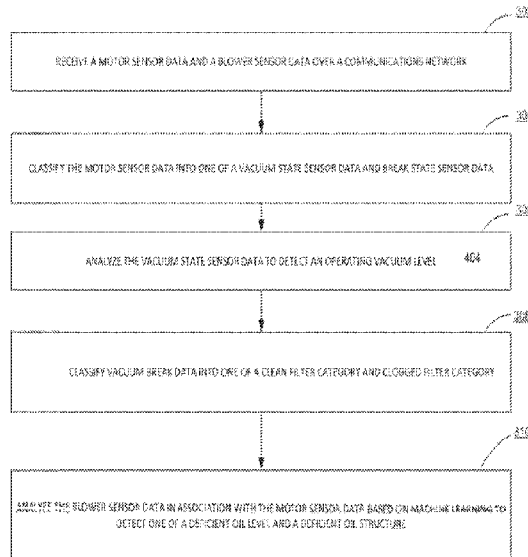 RECEIVE A MOTOR SENSOR DATA AND A BLOWER SENSOR DATA OVER A COMMUNICATIONS NETWORK
CLASSIFY THE MOTOR SENSOR DATA INTO ONE OF A VACUUM STATE SENSOR DATA AND BREAK STATE SENSOR DATA
ANALYZE THE VACUUM STATE SENSOR DATA TO DETECT AN OPERATING VACUUM LEVEL 404
CLASSIFY VACUUM BREAK DATA INTO ONE OF A CLEAN FILTER CATEGORY AND CLOGGED FILTER CATEGORY
ANALYZE THE BLOWER SENSOR DATA IN ASSOCIATION WITH THE MOTOR SENSOR DATA BASED ON MACHINE LEARNING TO
DETECT ONE OF A DEFICIENT OIL LEVEL AND A DEFICIENT OIL STRUCTURE